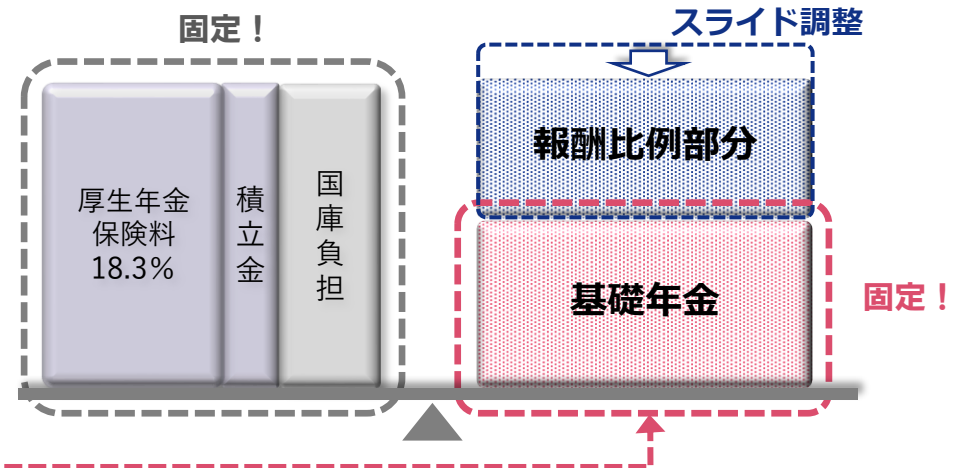 固定！
スライド調整
厚生年金
保険料
18.3％
積立金
国庫負担
報酬比例部分
基礎年金
固定！